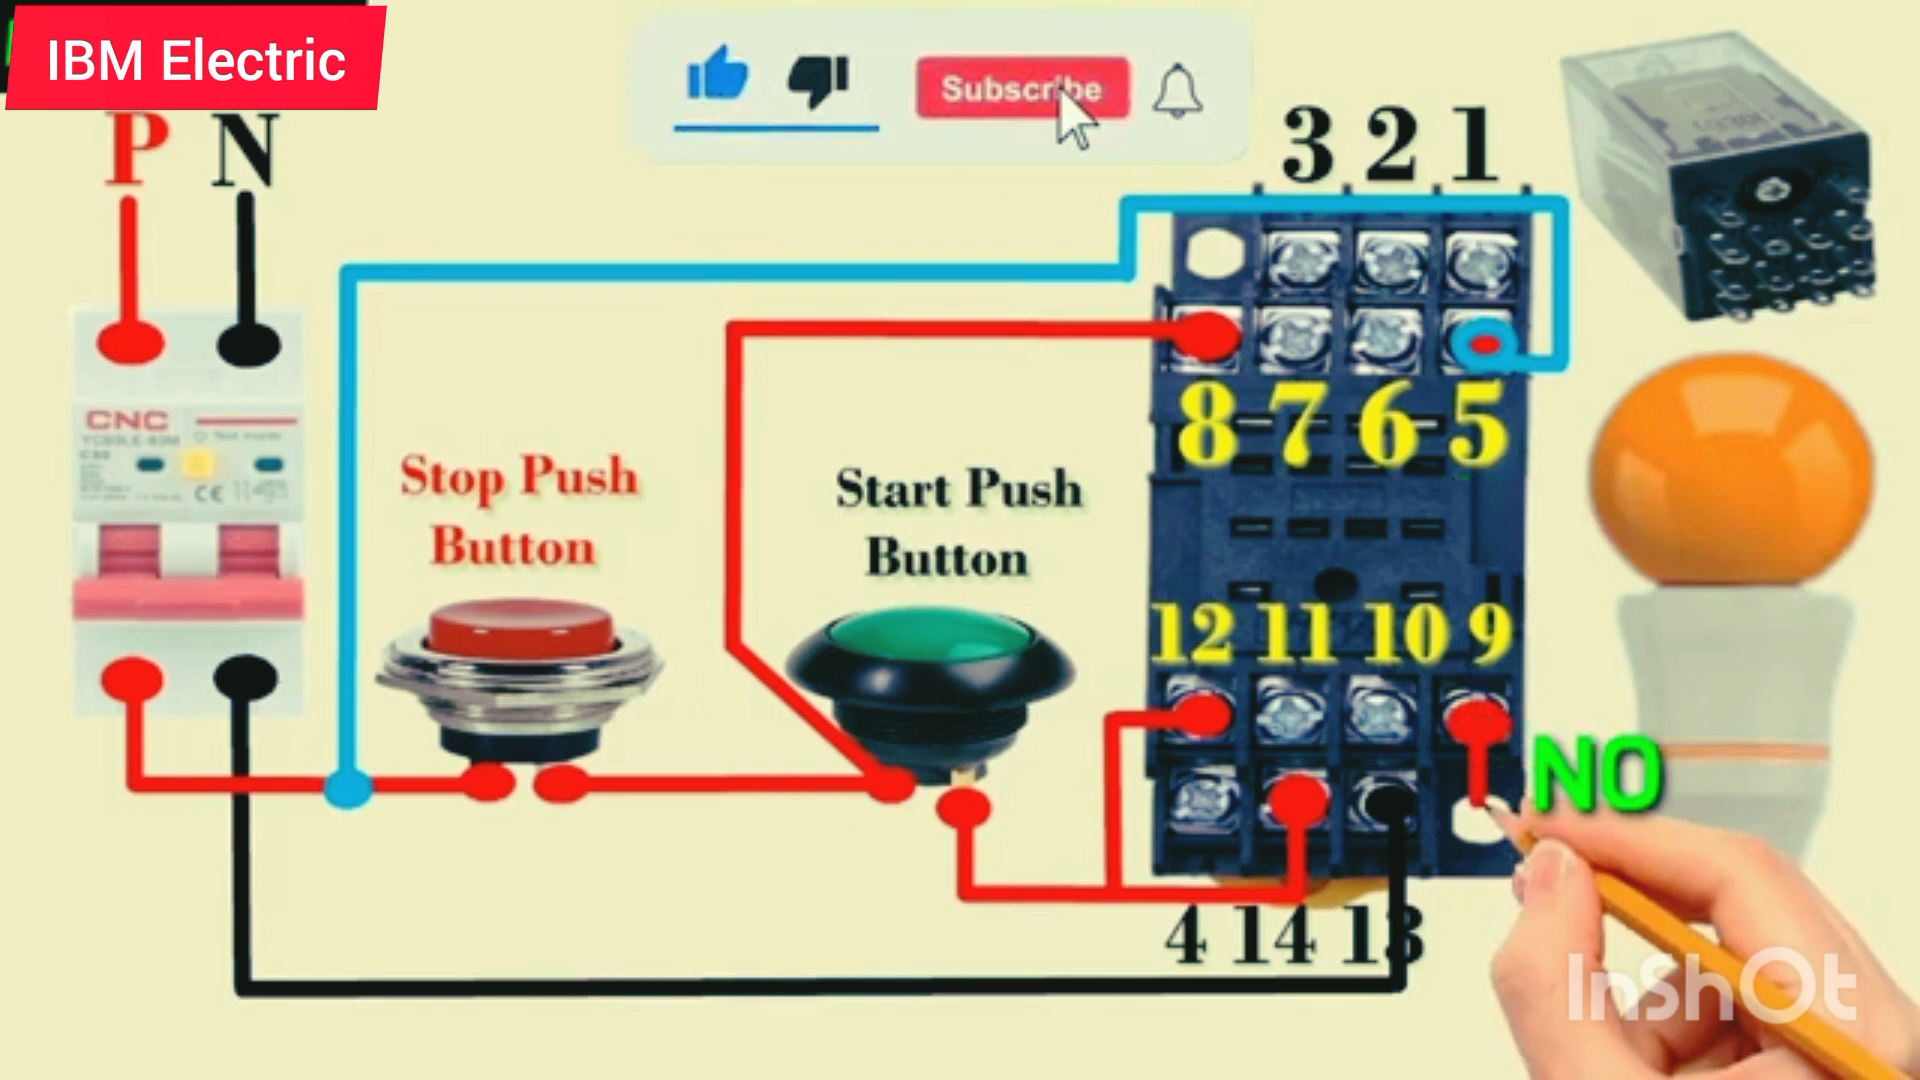 IBM Electric
Subscribe
P N
3 2 1
8 7 6 5
CNC
Stop Push
Button
Start Push
Button
12 11 10 9
NO
4 14 13
InShOt